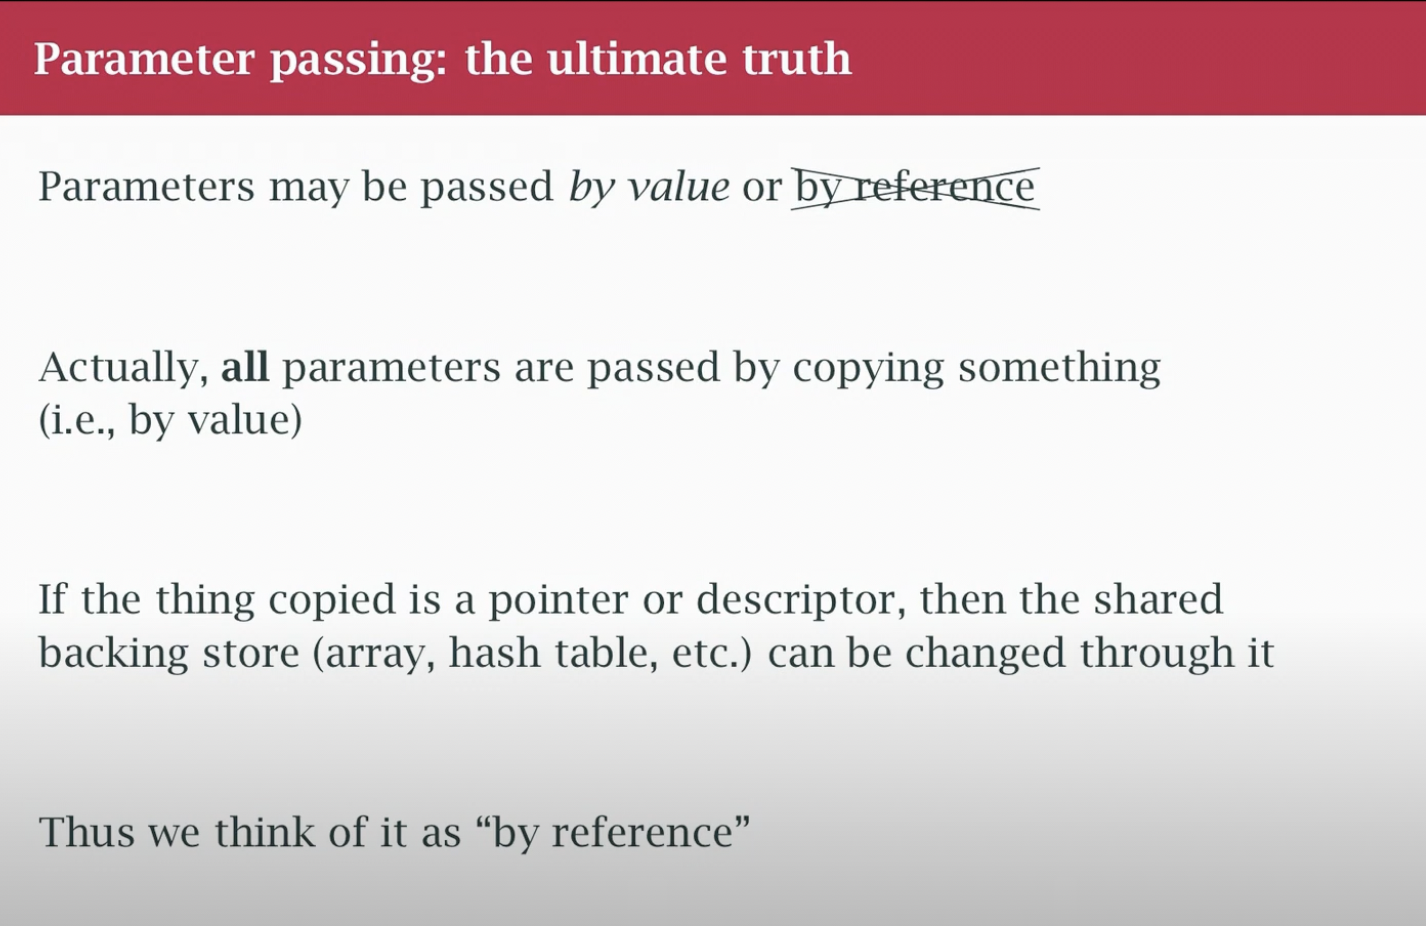 Parameter passing: the ultimate truth
Parameters may be passed by value or by reference
Actually, all parameters are passed by copying something
(i.e., by value)
If the thing copied is a pointer or descriptor, then the shared
backing store (array, hash table, etc.) can be changed through it
Thus we think of it as “by reference”